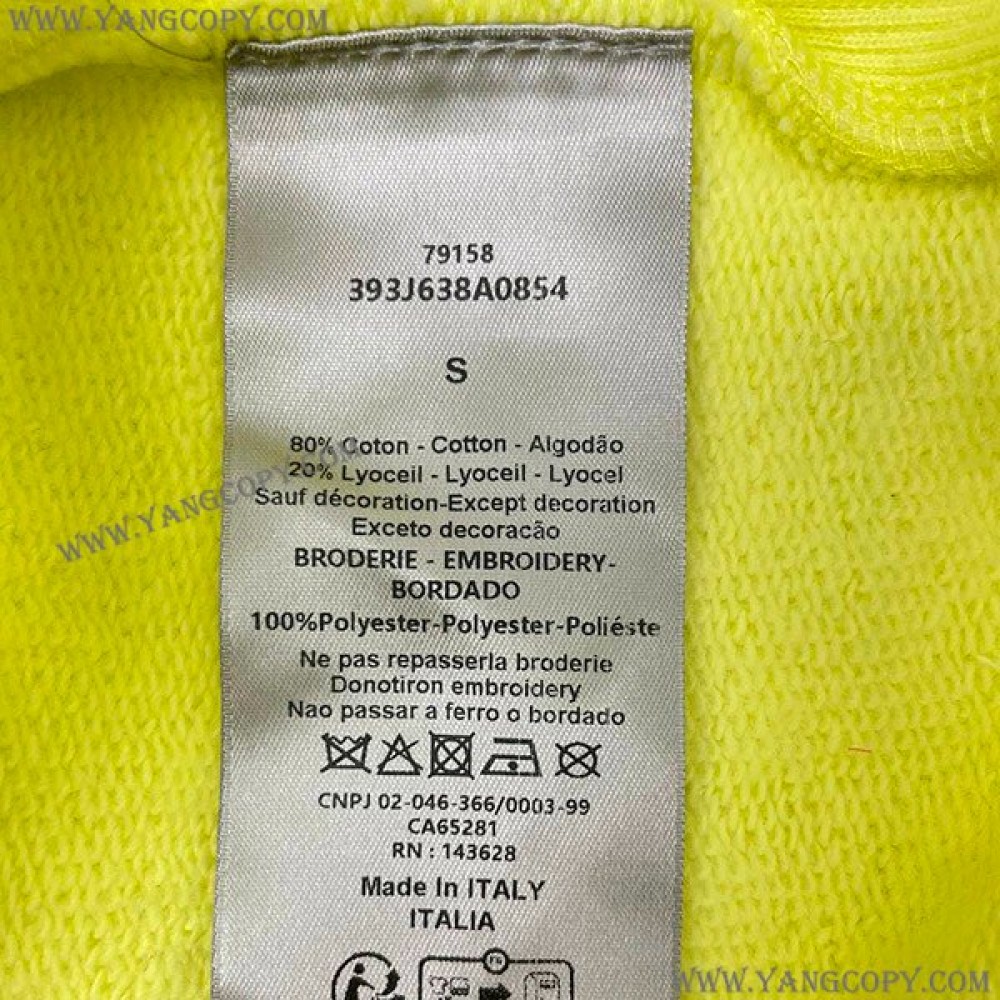 WWW.YANGCOPY.COM
79158
393J638A0854
S
80% Coton - Cotton - Algodão
20% Lyoceil - Lyoceil - Lyocel
Sauf décoration-Except decoration
Exceto decoracão
BRODERIE - EMBROIDERY-
BORDADO
100%Polyester-Polyester-Poliéste
Ne pas repasserla broderie
Donotiron embroidery
Nao passar a ferro o bordado
WWW.YANGCOPY.COM
CNPJ 02-046-366/0003-99
CA65281
RN : 143628
Made In ITALY
ITALIA
FR
WWW.YANGCOPY.COM